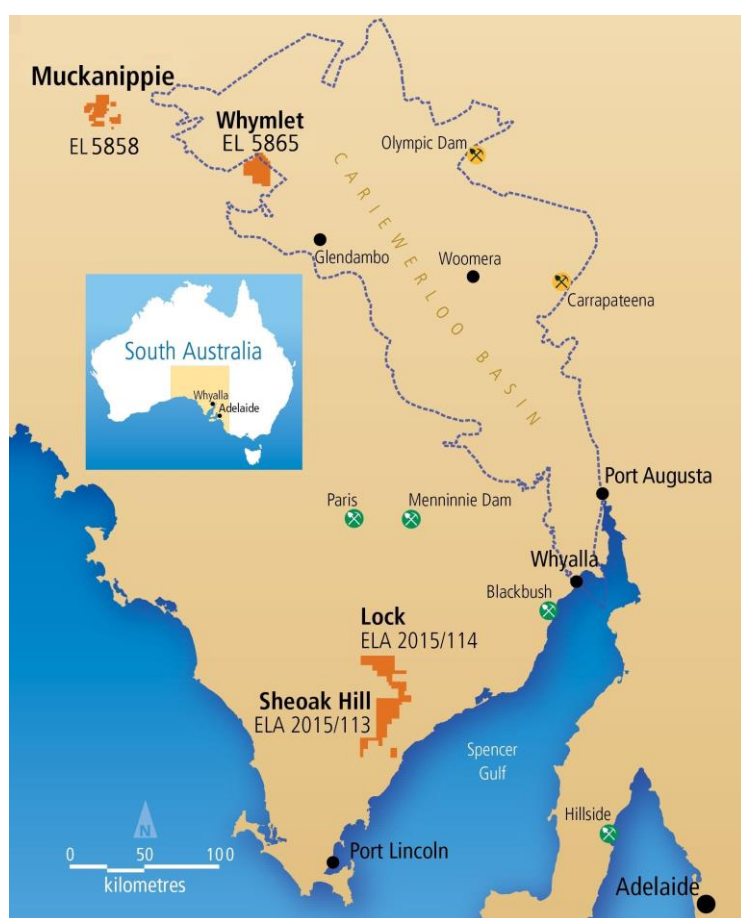 Muckanippie
EL 5858
Whymlet
EL 5865
Olympic Dam
CARIEWERLOO BASIN
Glendambo
Woomera
Carrapateena
South Australia
Whyalla
Adelaide
Paris
Menninnie Dam
Port Augusta
Whyalla
Blackbush
Lock
ELA 2015/114
Sheoak Hill
ELA 2015/113
Spencer
Gulf
Hillside
N
0 50 100
kilometres
Port Lincoln
Adelaide